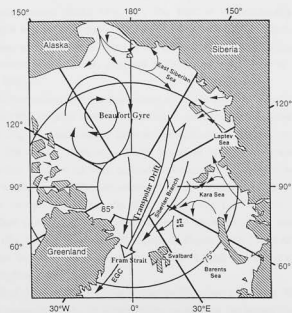 150°
180°
150°
Alaska
Siberia
East Siberian
Sea
120°
120°
Beaufort Gyre
Laptev
Sea
90°
90°
85°
Transpolar Drift
Siberian Branch
Kara Sea
60°
60°
Greenland
Fram Strait
Svalbard
75°
Barents
Sea
EGC
30°W
0°
30°E